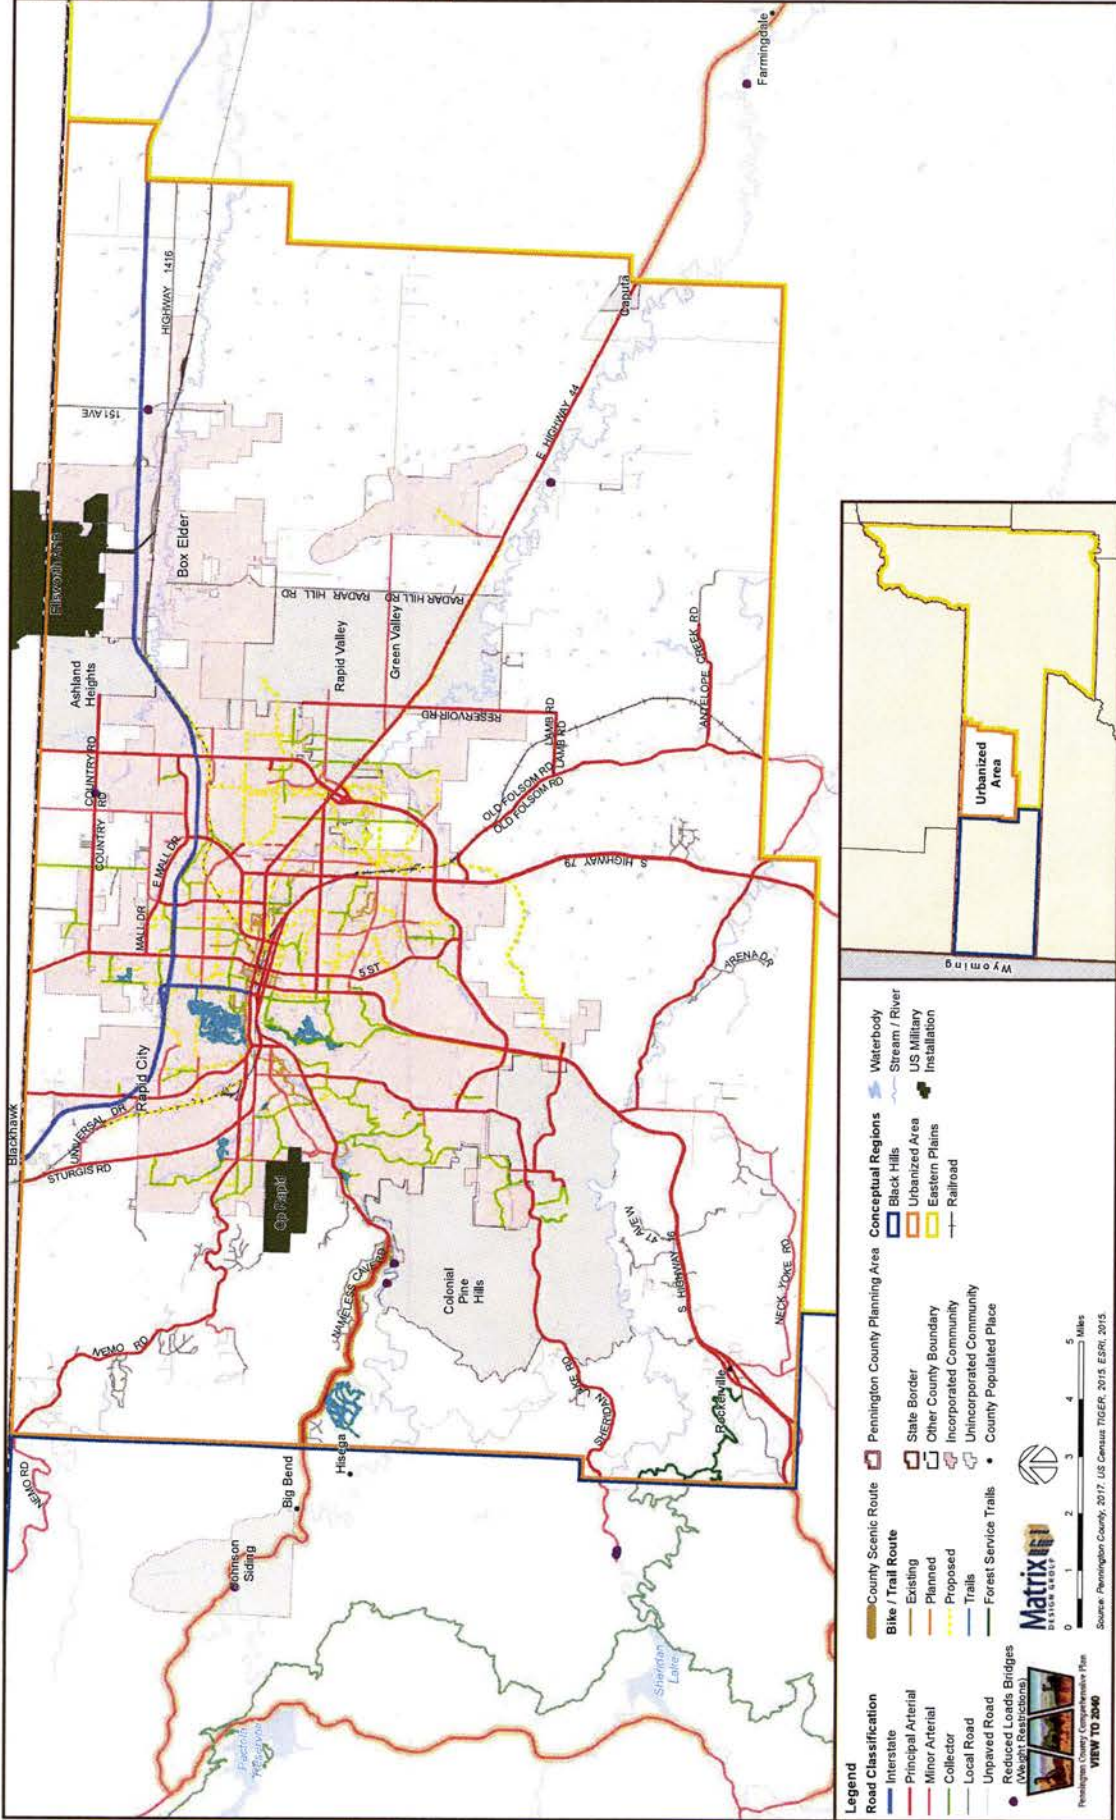 Blackhawk
STURGIS RD
UNIVERSAL DR
Rapid City
NEMO RD
NEMO RD
MALL DR
E MALL DR
COUNTRY RD
COUNTRY RD
Ashland
Heights
Ellsworth AFB
151 AVE
HIGHWAY 1416
Box Elder
RADAR HILL RD
RADAR HILL RD
Rapid Valley
Green Valley
RESERVOIR RD
E HIGHWAY 44
Caputa
Farmingdale
Johnson
Siding
Big Bend
Hisega
NAMELESS CAVE RD
Colonial
Pine
Hills
5 ST
LAMB RD
LAMB RD
OLD FOLSOM RD
OLD FOLSOM RD
ANTELOPE CREEK RD
S HIGHWAY 79
ARENA DR
SHERIDAN LAKE RD
47 AVE W
S HIGHWAY 16
NECK YOKE RD
Rockerville
Pactola
Reservoir
Sheridan
Lake
Legend
Road Classification
Interstate
Principal Arterial
Minor Arterial
Collector
Local Road
Unpaved Road
Reduced Loads Bridges
(Weight Restrictions)
County Scenic Route
Bike / Trail Route
Existing
Planned
Proposed
Trails
Forest Service Trails
Pennington County Planning Area
State Border
Other County Boundary
Incorporated Community
Unincorporated Community
County Populated Place
Conceptual Regions
Black Hills
Urbanized Area
Eastern Plains
Railroad
Waterbody
Stream / River
US Military
Installation
Wyoming
Urbanized
Area
Pennington County Comprehensive Plan
VIEW TO 2040
Matrix
DESIGN GROUP
0 1 2 3 4 5
Miles
Source: Pennington County, 2017, US Census TIGER, 2015, ESRI, 2015.